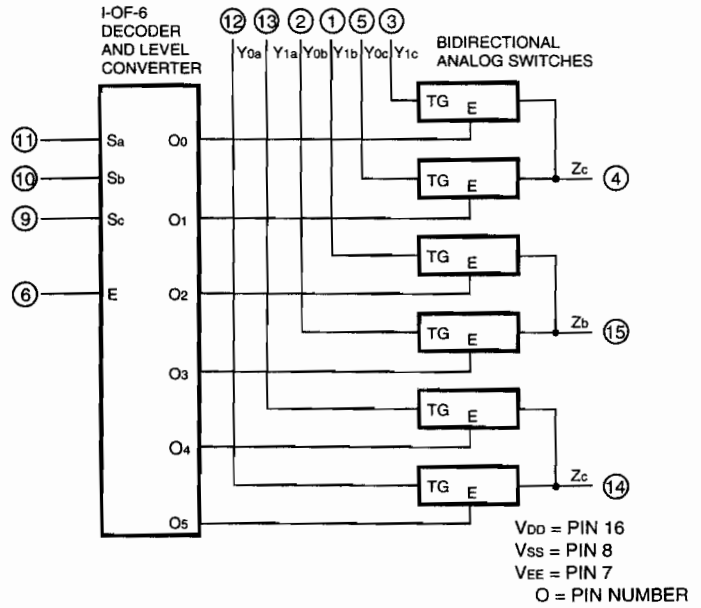 I-OF-6
DECODER
AND LEVEL
CONVERTER
12 13 2 1 5 3
Y0a Y1a Y0b Y1b Y0c Y1c
BIDIRECTIONAL
ANALOG SWITCHES
TG E
11 Sa O0
TG E
Zc 4
10 Sb
9 Sc O1
TG E
6 E O2
TG E
Zb 15
O3
TG E
O4
TG E
Zc 14
O5
VDD = PIN 16
VSS = PIN 8
VEE = PIN 7
O = PIN NUMBER